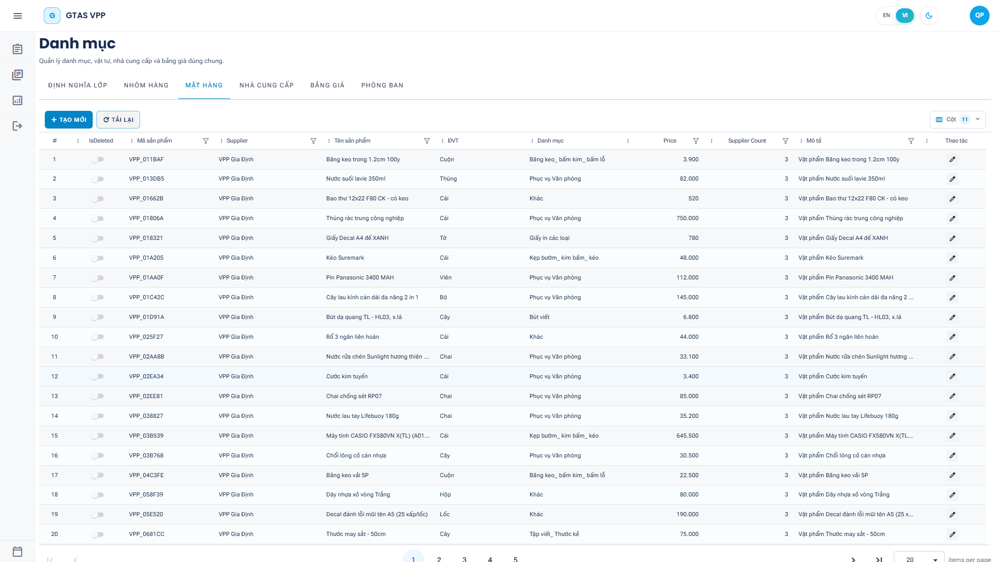 G GTAS VPP EN VI QP
Danh mục
Quản lý danh mục, vật tư, nhà cung cấp và bảng giá dùng chung.
ĐỊNH NGHĨA LỚP NHÓM HÀNG MẶT HÀNG NHÀ CUNG CẤP BẢNG GIÁ PHÒNG BAN
+ TẠO MỚI TẢI LẠI Cột 11
# IsDeleted Mã sản phẩm Supplier Tên sản phẩm ĐVT Danh mục Price Supplier Count Mô tả Thao tác
1 VPP_011BAF VPP Gia Định Băng keo trong 1.2cm 100y Cuộn Băng keo_ bấm kim_ bấm lỗ 3.900 3 Vật phẩm Băng keo trong 1.2cm 100y
2 VPP_013DB5 VPP Gia Định Nước suối lavie 350ml Thùng Phục vụ Văn phòng 82.000 3 Vật phẩm Nước suối lavie 350ml
3 VPP_01662B VPP Gia Định Bao thư 12x22 F80 CK - có keo Cái Khác 520 3 Vật phẩm Bao thư 12x22 F80 CK - có keo
4 VPP_01806A VPP Gia Định Thùng rác trung công nghiệp Cái Phục vụ Văn phòng 750.000 3 Vật phẩm Thùng rác trung công nghiệp
5 VPP_018321 VPP Gia Định Giấy Decal A4 đế XANH Tờ Giấy in các loại 780 3 Vật phẩm Giấy Decal A4 đế XANH
6 VPP_01A205 VPP Gia Định Kéo Suremark Cái Kẹp bướm_ kim bấm_ kéo 48.000 3 Vật phẩm Kéo Suremark
7 VPP_01AA0F VPP Gia Định Pin Panasonic 3400 MAH Viên Phục vụ Văn phòng 112.000 3 Vật phẩm Pin Panasonic 3400 MAH
8 VPP_01C42C VPP Gia Định Cây lau kính cán dài đa năng 2 in 1 Bộ Phục vụ Văn phòng 145.000 3 Vật phẩm Cây lau kính cán dài đa năng 2 ...
9 VPP_01D91A VPP Gia Định Bút dạ quang TL - HL03, x.lá Cây Bút viết 6.800 3 Vật phẩm Bút dạ quang TL - HL03, x.lá
10 VPP_025F27 VPP Gia Định Rổ 3 ngăn liên hoàn Cái Khác 44.000 3 Vật phẩm Rổ 3 ngăn liên hoàn
11 VPP_02AA8B VPP Gia Định Nước rửa chén Sunlight hương thiên ... Chai Phục vụ Văn phòng 33.100 3 Vật phẩm Nước rửa chén Sunlight hương ...
12 VPP_02EA34 VPP Gia Định Cước kim tuyến Cái Phục vụ Văn phòng 3.400 3 Vật phẩm Cước kim tuyến
13 VPP_02EE81 VPP Gia Định Chai chống sét RP07 Chai Phục vụ Văn phòng 85.000 3 Vật phẩm Chai chống sét RP07
14 VPP_038827 VPP Gia Định Nước lau tay Lifebuoy 180g Chai Phục vụ Văn phòng 35.200 3 Vật phẩm Nước lau tay Lifebuoy 180g
15 VPP_03B539 VPP Gia Định Máy tính CASIO FX580VN X(TL) (A01... Cái Kẹp bướm_ kim bấm_ kéo 645.500 3 Vật phẩm Máy tính CASIO FX580VN X(TL...
16 VPP_03B768 VPP Gia Định Chổi lông cỏ cán nhựa Cây Phục vụ Văn phòng 30.500 3 Vật phẩm Chổi lông cỏ cán nhựa
17 VPP_04C3FE VPP Gia Định Băng keo vải 5P Cuộn Băng keo_ bấm kim_ bấm lỗ 22.500 3 Vật phẩm Băng keo vải 5P
18 VPP_058F39 VPP Gia Định Dây nhựa xỏ vòng Trắng Hộp Khác 80.000 3 Vật phẩm Dây nhựa xỏ vòng Trắng
19 VPP_05E520 VPP Gia Định Decal đánh lỗi mũi tên A5 (25 xấp/lốc) Lốc Khác 190.000 3 Vật phẩm Decal đánh lỗi mũi tên A5 (25 x...
20 VPP_0681CC VPP Gia Định Thước may sắt - 50cm Cây Tập viết_ Thước kẻ 75.000 3 Vật phẩm Thước may sắt - 50cm
1 2 3 4 5 20 items per page